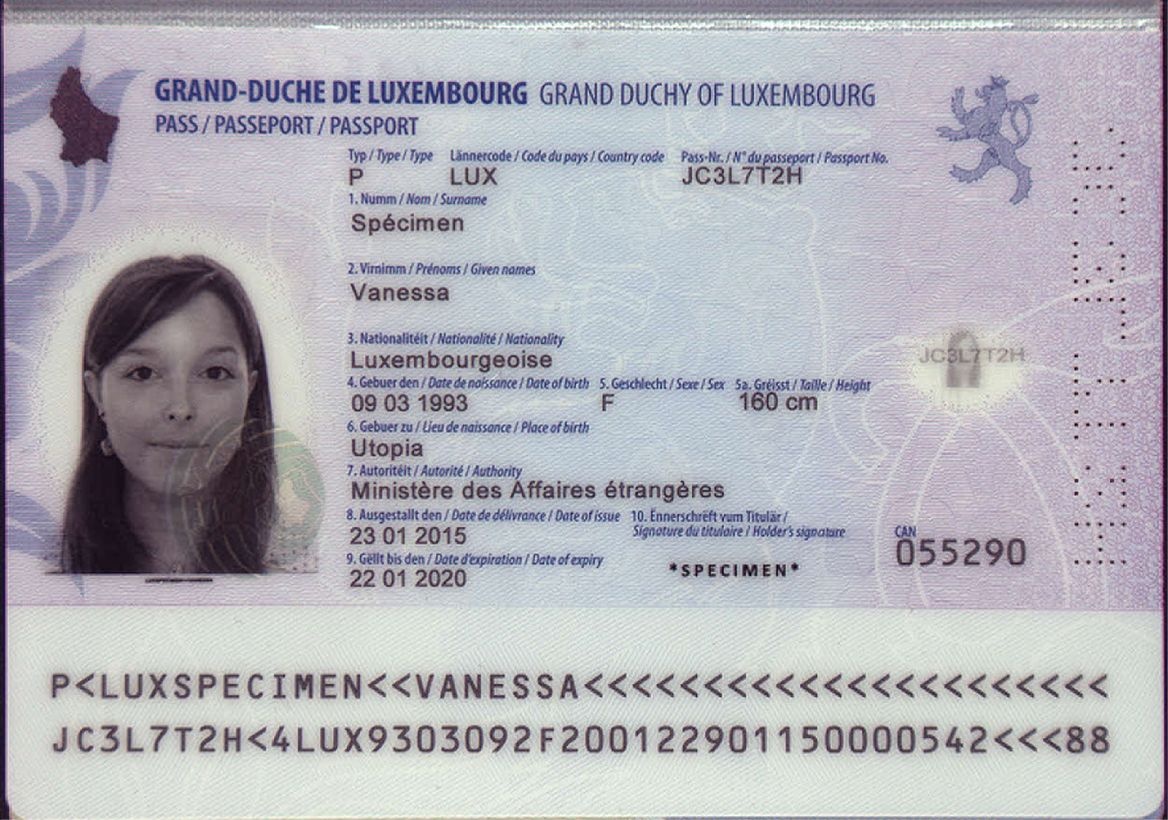 GRAND-DUCHE DE LUXEMBOURG GRAND DUCHY OF LUXEMBOURG
PASS / PASSEPORT / PASSPORT
Typ / Type / Type Lännercode / Code du pays / Country code Pass-Nr. / N° du passeport / Passport No.
P LUX JC3L7T2H
1. Numm / Nom / Surname
Spécimen
2. Virnimm / Prénoms / Given names
Vanessa
3. Nationalitéit / Nationalité / Nationality
Luxembourgeoise
4. Gebuer den / Date de naissance / Date of birth 5. Geschlecht / Sexe / Sex 5a. Gréisst / Taille / Height
09 03 1993 F 160 cm
6. Gebuer zu / Lieu de naissance / Place of birth
Utopia
7. Autoritéit / Autorité / Authority
Ministère des Affaires étrangères
8. Ausgestallt den / Date de délivrance / Date of issue 10. Ënnerschrëft vum Titulär /
Signature du titulaire / Holder's signature
23 01 2015
9. Gëllt bis den / Date d'expiration / Date of expiry
22 01 2020
*SPECIMEN*
CAN
055290
JC3L7T2H
JC3L7T2H
P<LUXSPECIMEN<<VANESSA<<<<<<<<<<<<<<<<<<<<<<
JC3L7T2H<4LUX9303092F200122901150000542<<<88